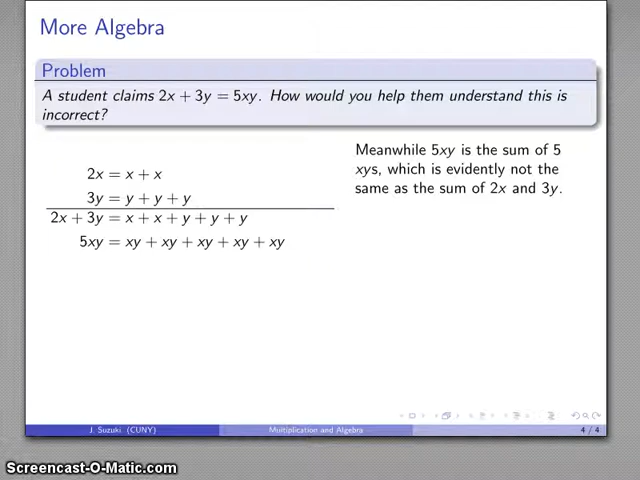 More Algebra
Problem
A student claims 2x + 3y = 5xy. How would you help them understand this is
incorrect?
Meanwhile 5xy is the sum of 5
xys, which is evidently not the
same as the sum of 2x and 3y.
2x = x + x
3y = y + y + y
2x + 3y = x + x + y + y + y
5xy = xy + xy + xy + xy + xy
J. Suzuki (CUNY)
Multiplication and Algebra
4 / 4
Screencast-O-Matic.com